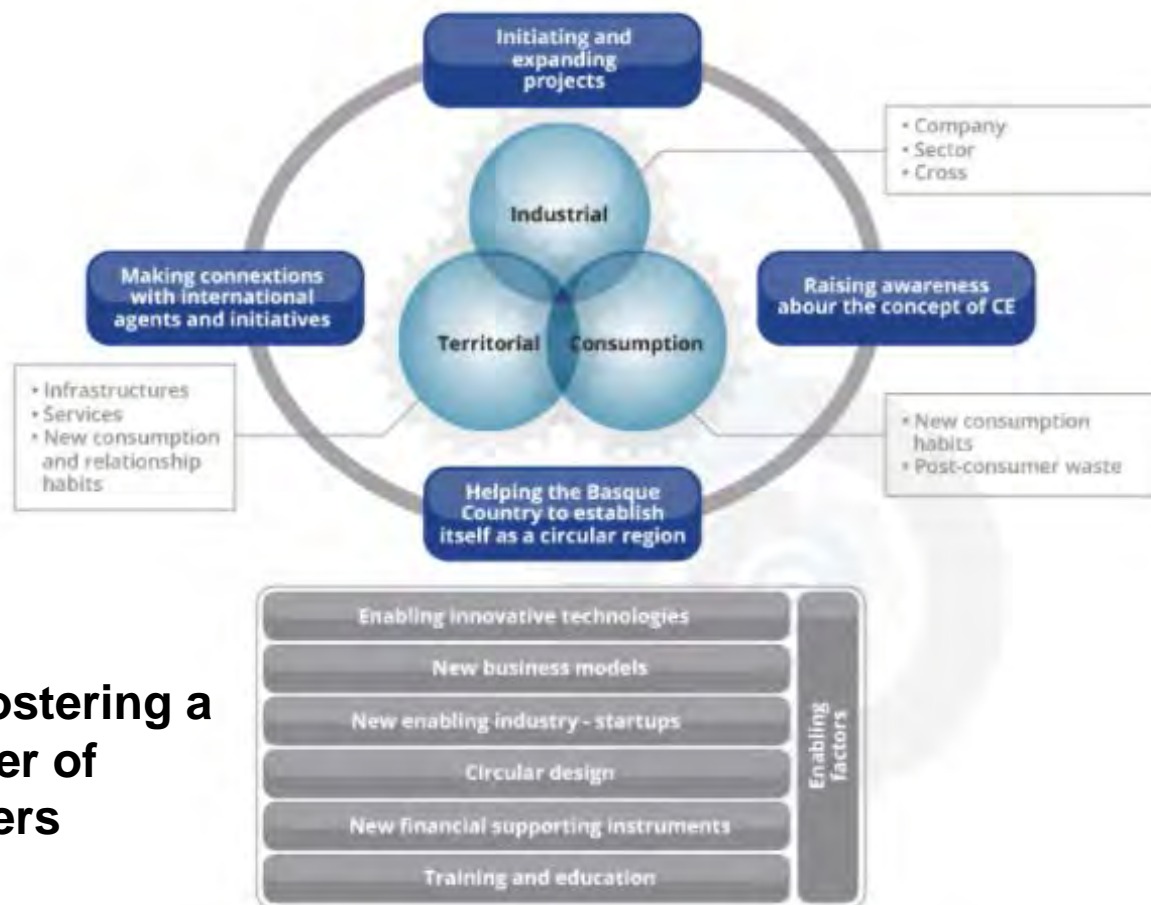 Initiating and
expanding
projects
• Company
• Sector
• Cross
Industrial
Making connextions
with international
agents and initiatives
Raising awareness
abour the concept of CE
Territorial
Consumption
• Infrastructures
• Services
• New consumption
and relationship
habits
• New consumption
habits
• Post-consumer waste
Helping the Basque
Country to establish
itself as a circular region
Enabling innovative technologies
New business models
New enabling industry - startups
Circular design
New financial supporting instruments
Training and education
Enabling
factors
ostering a
er of
ers